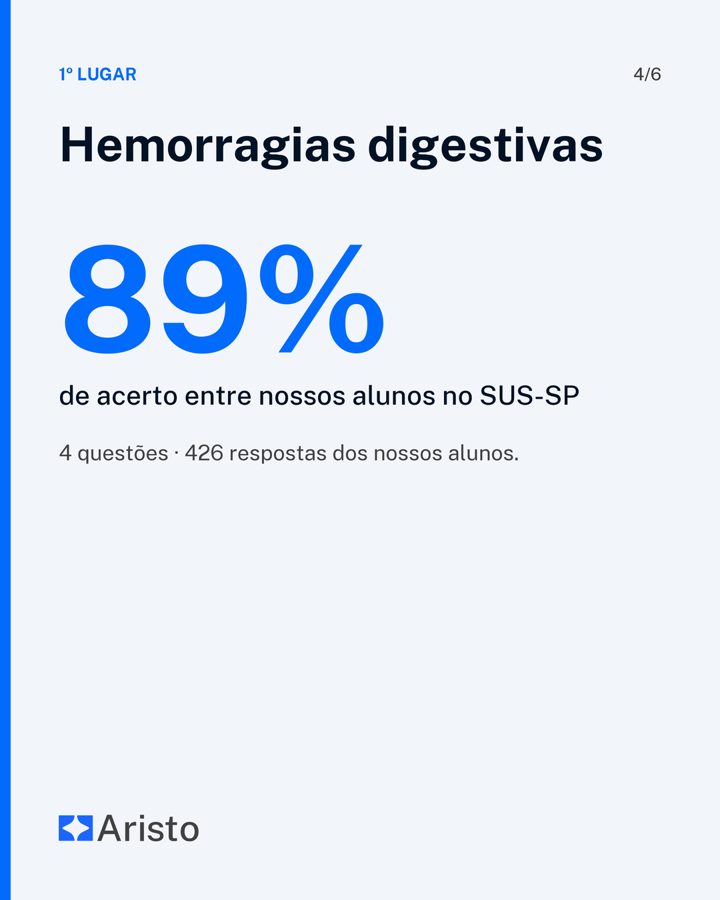 1º LUGAR
4/6
Hemorragias digestivas
89%
de acerto entre nossos alunos no SUS-SP
4 questões · 426 respostas dos nossos alunos.
Aristo